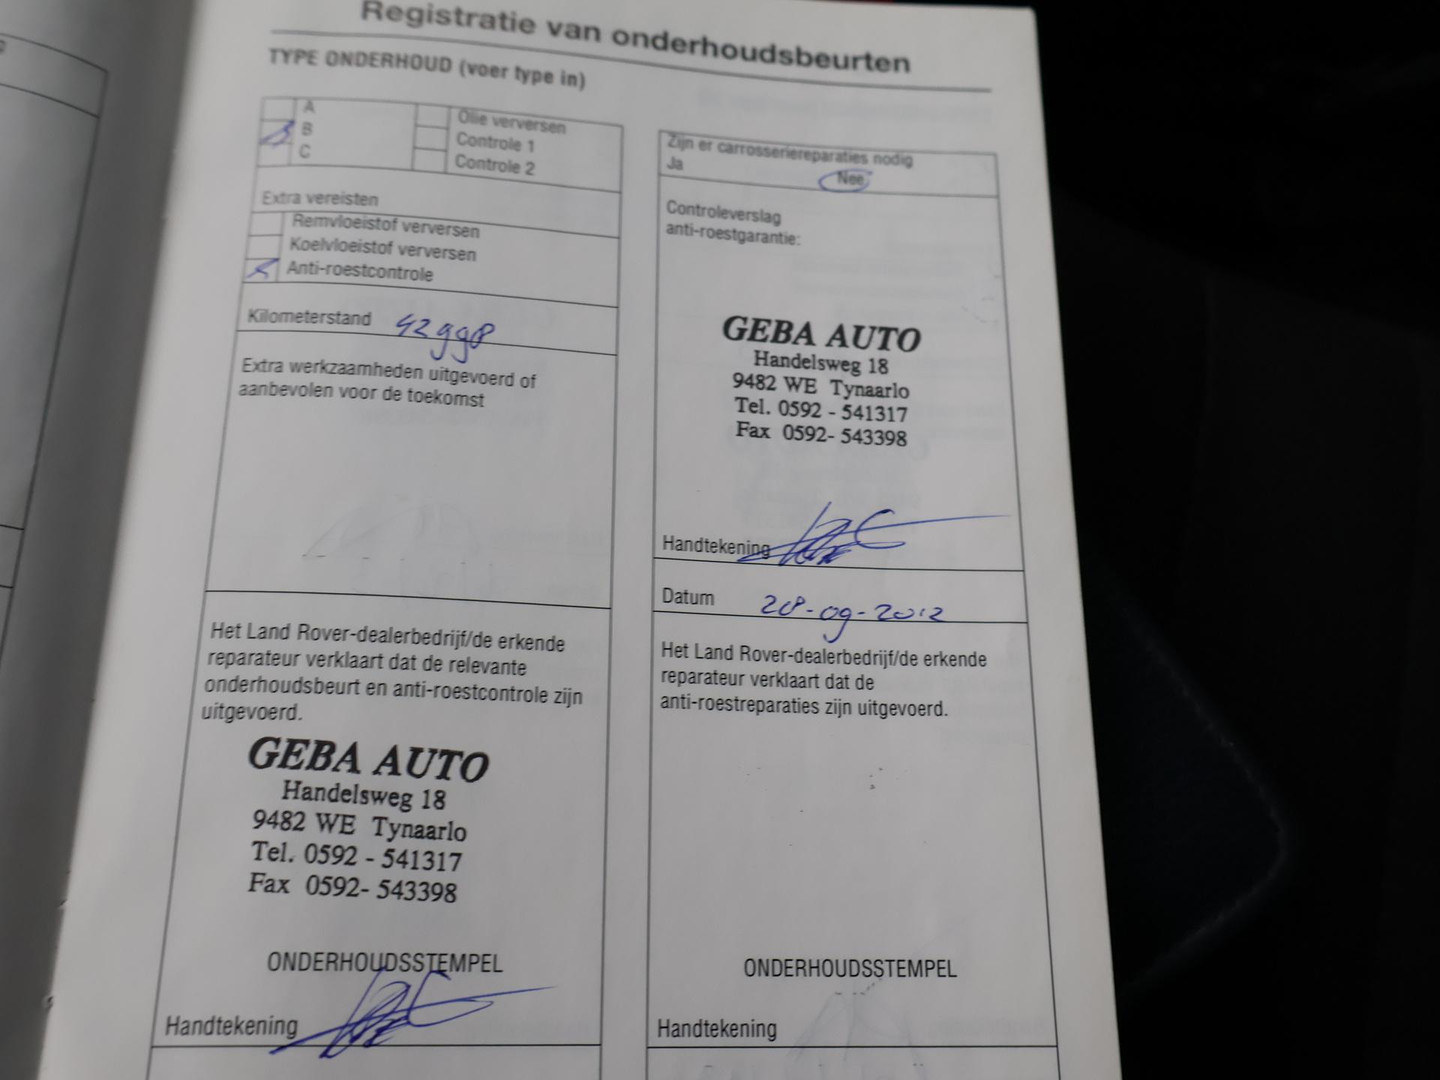 Registratie van onderhoudsbeurten
TYPE ONDERHOUD (voer type in)
A
B
C
Olie verversen
Controle 1
Controle 2
Extra vereisten
Remvloeistof verversen
Koelvloeistof verversen
Anti-roestcontrole
Kilometerstand 42998
Extra werkzaamheden uitgevoerd of
aanbevolen voor de toekomst
Het Land Rover-dealerbedrijf/de erkende
reparateur verklaart dat de relevante
onderhoudsbeurt en anti-roestcontrole zijn
uitgevoerd.
GEBA AUTO
Handelsweg 18
9482 WE Tynaarlo
Tel. 0592 - 541317
Fax 0592- 543398
ONDERHOUDSSTEMPEL
Handtekening
Zijn er carrosseriereparaties nodig
Ja Nee
Controleverslag
anti-roestgarantie:
GEBA AUTO
Handelsweg 18
9482 WE Tynaarlo
Tel. 0592 - 541317
Fax 0592- 543398
Handtekening
Datum 28-09-2012
Het Land Rover-dealerbedrijf/de erkende
reparateur verklaart dat de
anti-roestreparaties zijn uitgevoerd.
ONDERHOUDSSTEMPEL
Handtekening